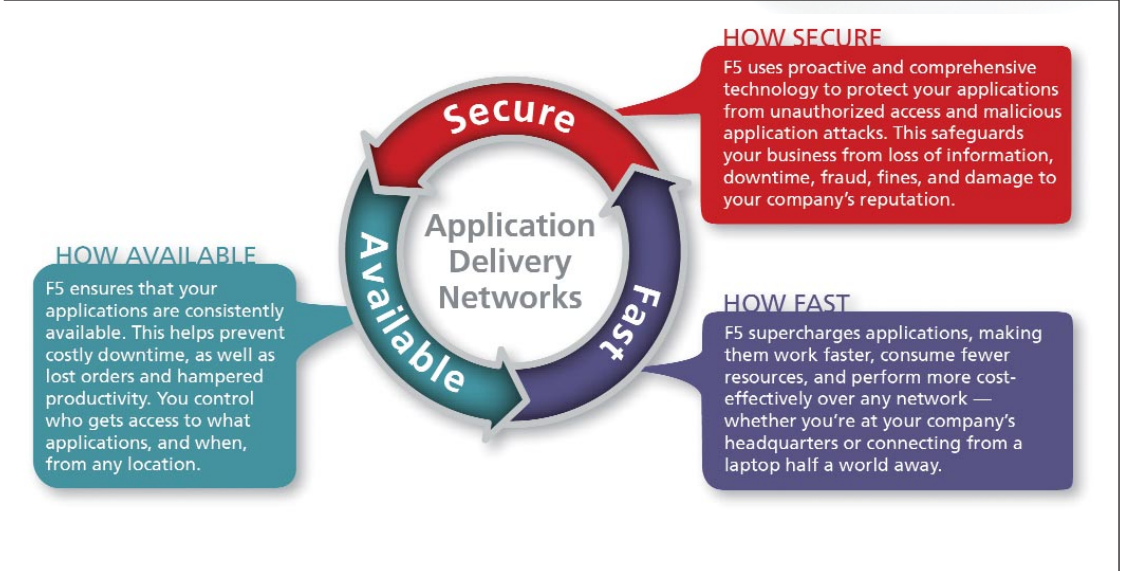 HOW SECURE
F5 uses proactive and comprehensive
technology to protect your applications
from unauthorized access and malicious
application attacks. This safeguards
your business from loss of information,
downtime, fraud, fines, and damage to
your company's reputation.
Secure
Available
Fast
Application
Delivery
Networks
HOW AVAILABLE
F5 ensures that your
applications are consistently
available. This helps prevent
costly downtime, as well as
lost orders and hampered
productivity. You control
who gets access to what
applications, and when,
from any location.
HOW FAST
F5 supercharges applications, making
them work faster, consume fewer
resources, and perform more cost-
effectively over any network —
whether you're at your company's
headquarters or connecting from a
laptop half a world away.